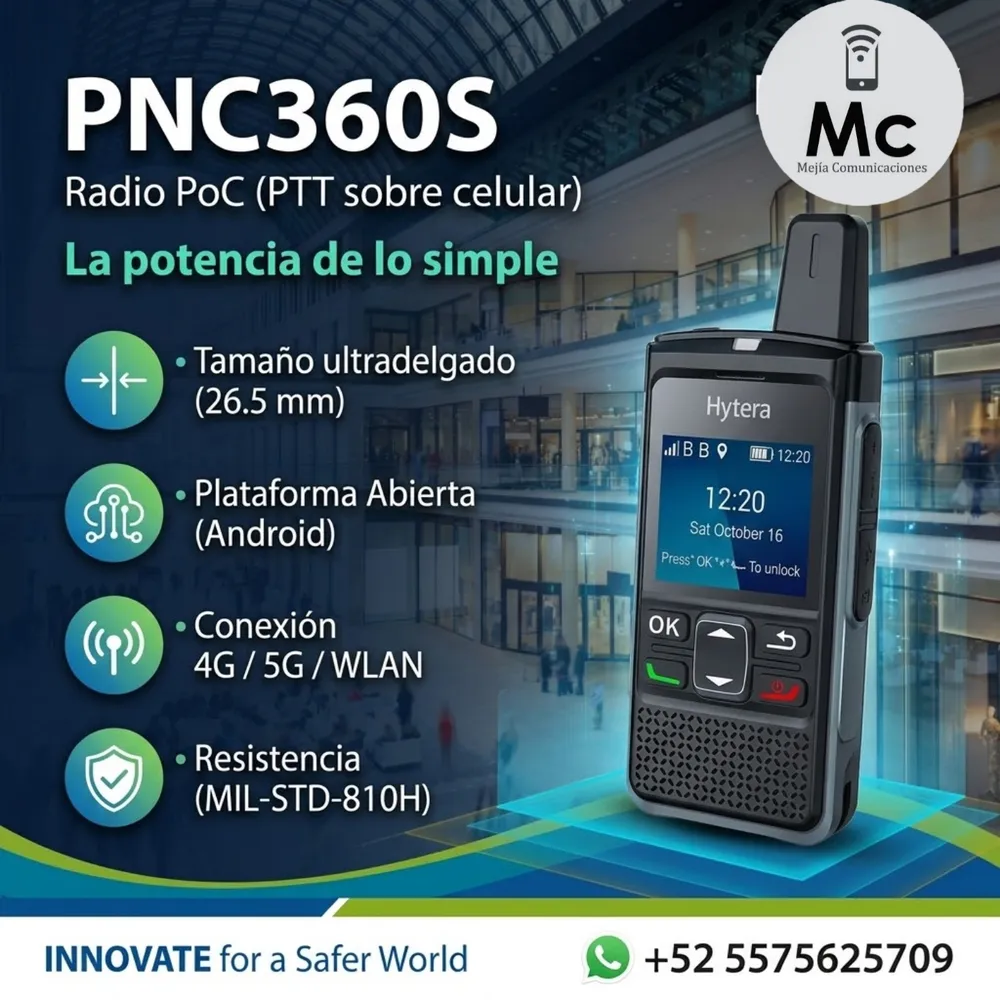 PNC360S
Radio PoC (PTT sobre celular)
La potencia de lo simple
Mc
Mejía Comunicaciones
• Tamaño ultradelgado
(26.5 mm)
• Plataforma Abierta
(Android)
• Conexión
4G / 5G / WLAN
• Resistencia
(MIL-STD-810H)
Hytera
B B 12:20
12:20
Sat October 16
Press" OK To unlock
OK
INNOVATE for a Safer World
+52 5575625709